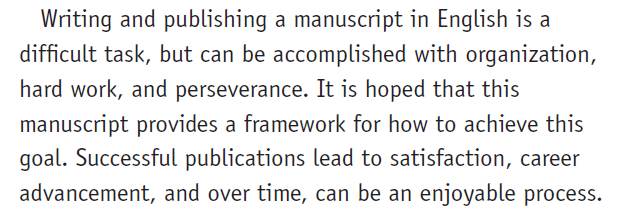 Writing and publishing a manuscript in English is a
difficult task, but can be accomplished with organization,
hard work, and perseverance. It is hoped that this
manuscript provides a framework for how to achieve this
goal. Successful publications lead to satisfaction, career
advancement, and over time, can be an enjoyable process.